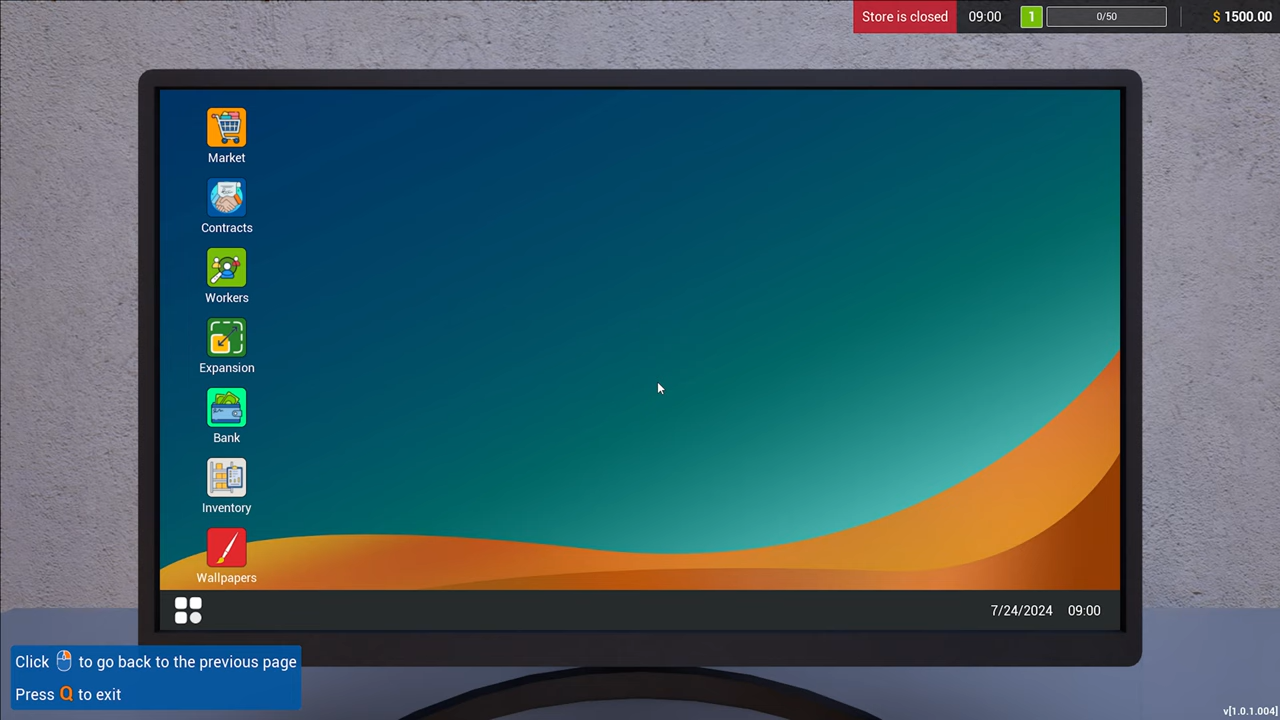 Store is closed 09:00 1 0/50 $ 1500.00
Market
Contracts
Workers
Expansion
Bank
Inventory
Wallpapers
7/24/2024 09:00
Click to go back to the previous page
Press Q to exit
v[1.0.1.004]